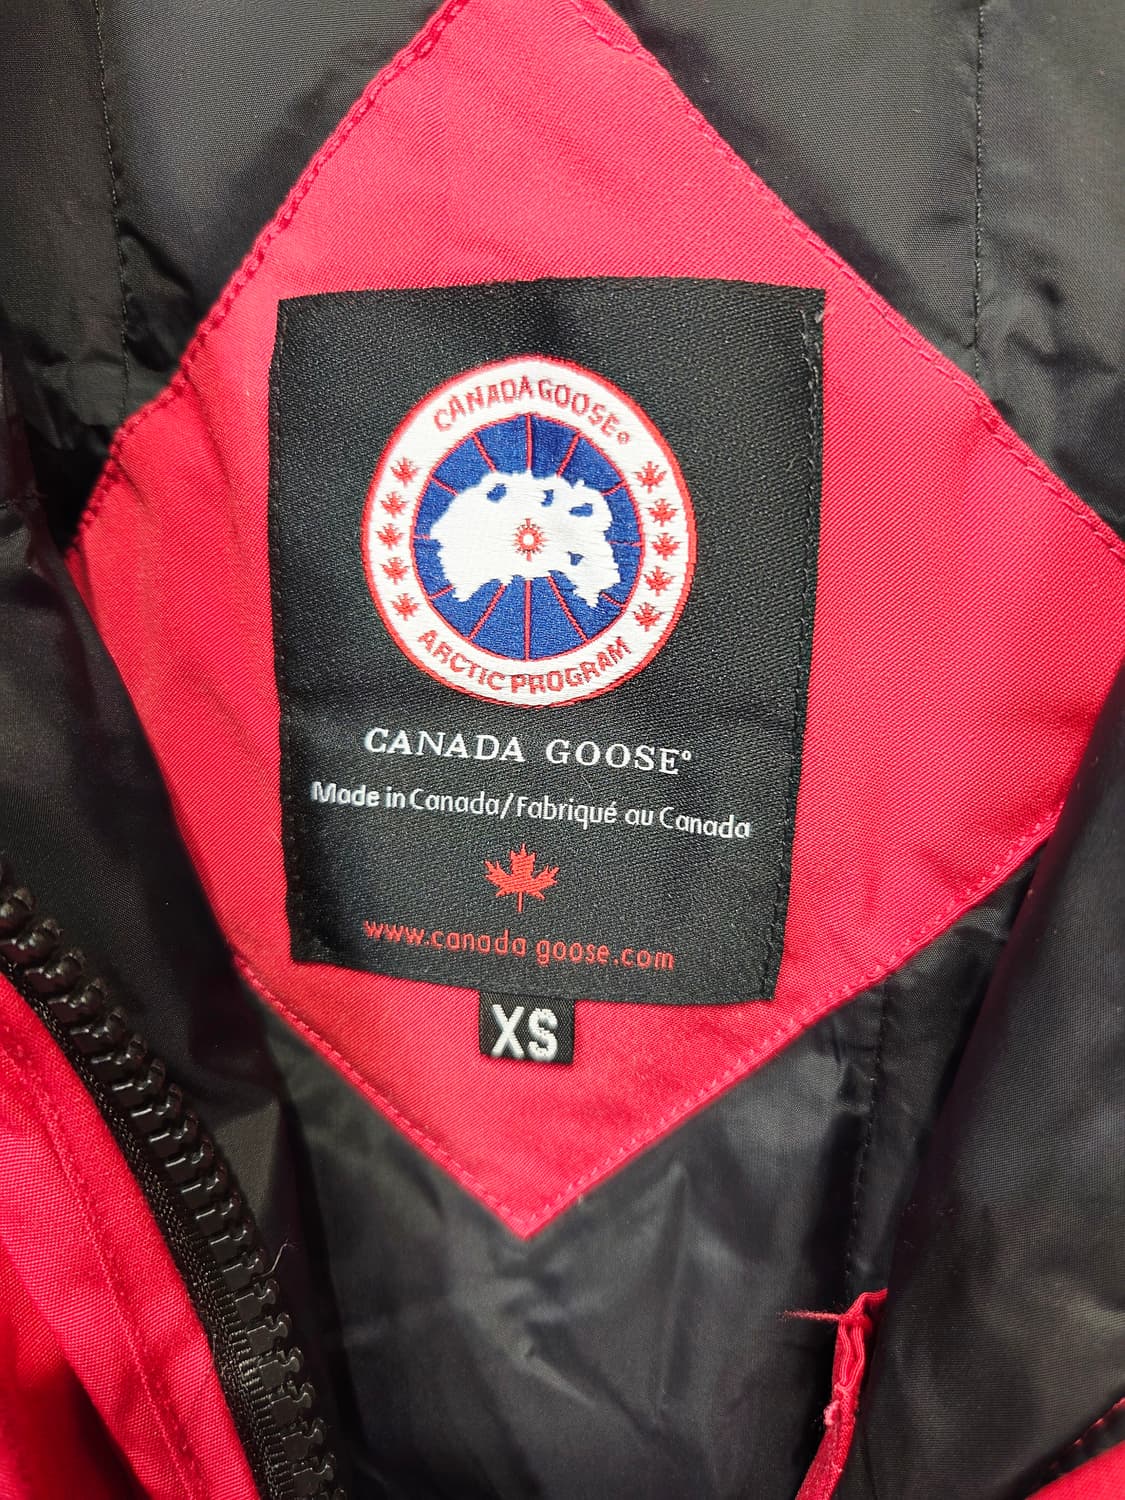 CANADA GOOSE®
ARCTIC PROGRAM
CANADA GOOSE®
Made in Canada/Fabriqué au Canada
www.canada goose.com
XS